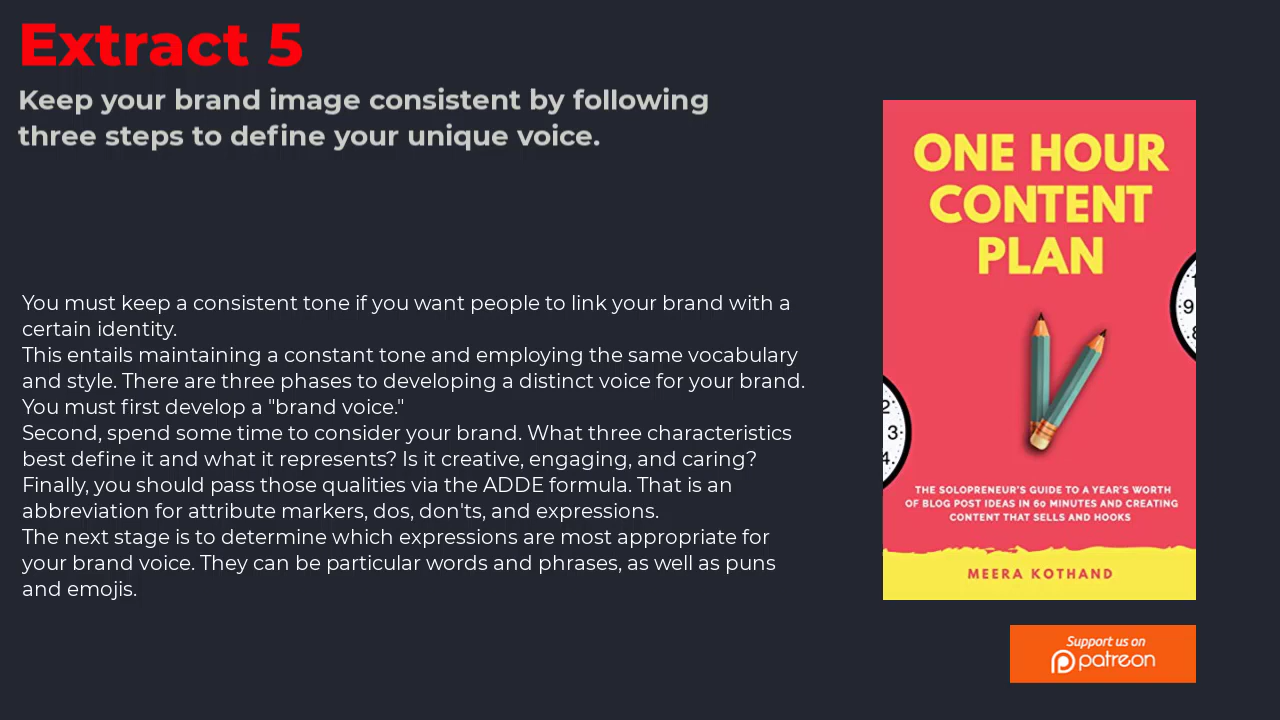 Extract 5
Keep your brand image consistent by following
three steps to define your unique voice.
You must keep a consistent tone if you want people to link your brand with a
certain identity.
This entails maintaining a constant tone and employing the same vocabulary
and style. There are three phases to developing a distinct voice for your brand.
You must first develop a "brand voice."
Second, spend some time to consider your brand. What three characteristics
best define it and what it represents? Is it creative, engaging, and caring?
Finally, you should pass those qualities via the ADDE formula. That is an
abbreviation for attribute markers, dos, den'ts, and expressions.
The next stage is to determine which expressions are most appropriate for
your brand voice. They can be particular words and phrases, as well as puns
and emojis.
ONE HOUR
CONTENT
PLAN
9
8
2
3
4
THE SOLOPRENEUR'S GUIDE TO A YEAR'S WORTH
OF BLOG POST IDEAS IN 60 MINUTES AND CREATING
CONTENT THAT SELLS AND HOOKS
MEERA KOTHAND
Support us on
patreon